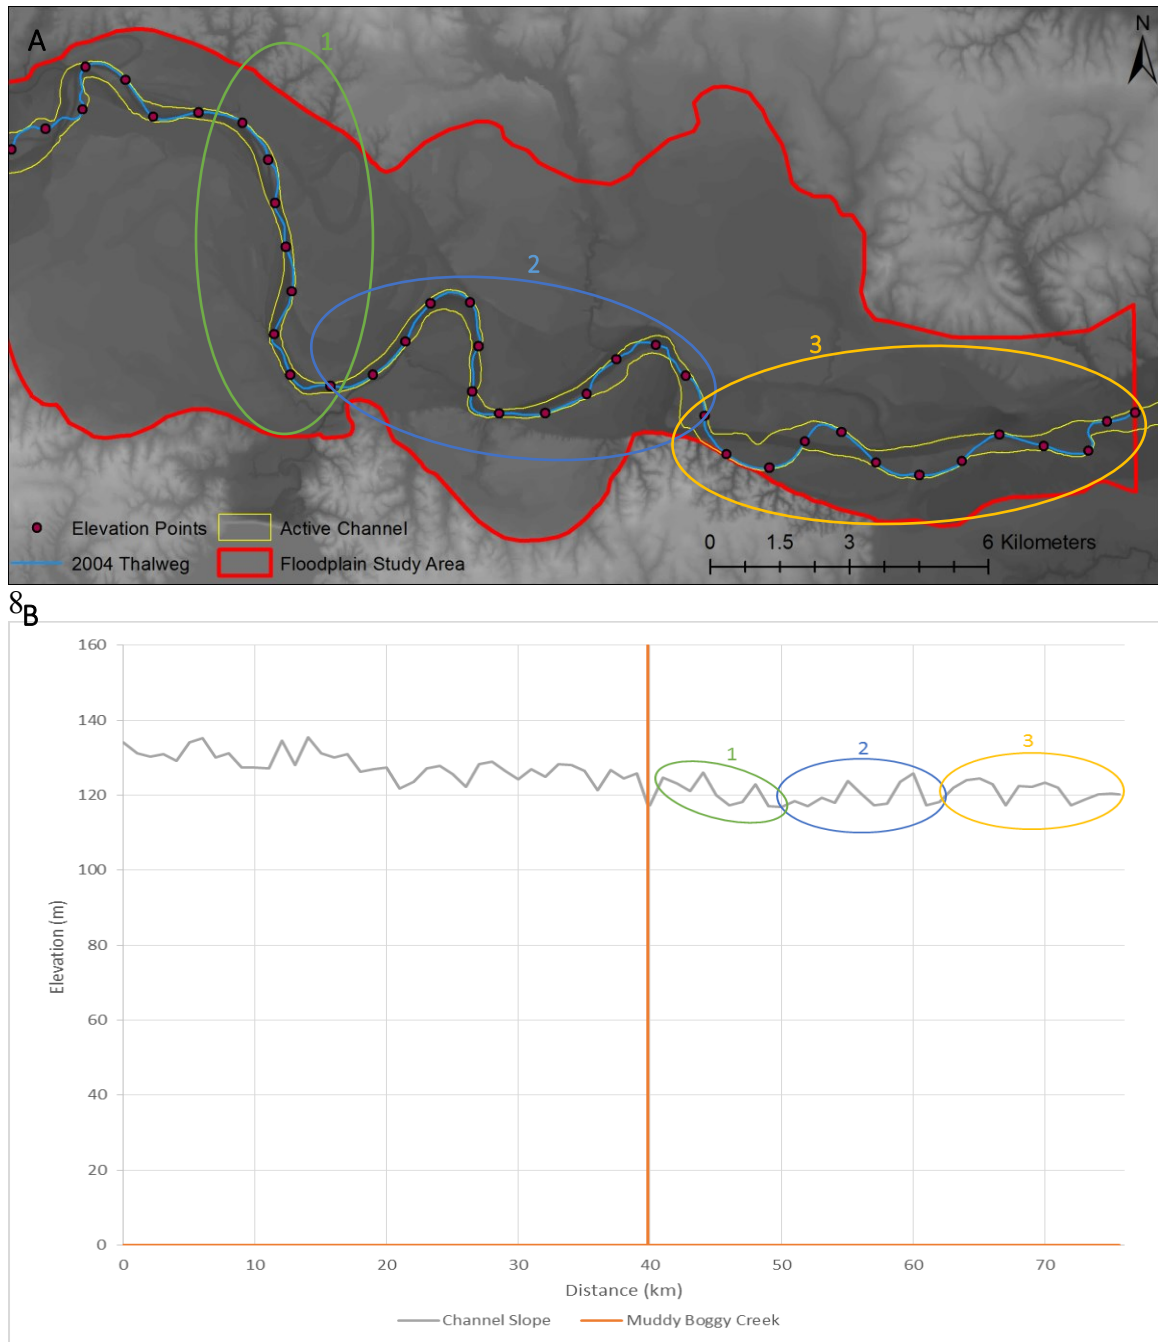 A
1
N
2
3
Elevation Points
Active Channel
0 1.5 3 6 Kilometers
2004 Thalweg
Floodplain Study Area
8
B
160
140
120
100
80
60
40
20
0
Elevation (m)
1
2
3
0 10 20 30 40 50 60 70
Distance (km)
Channel Slope Muddy Boggy Creek